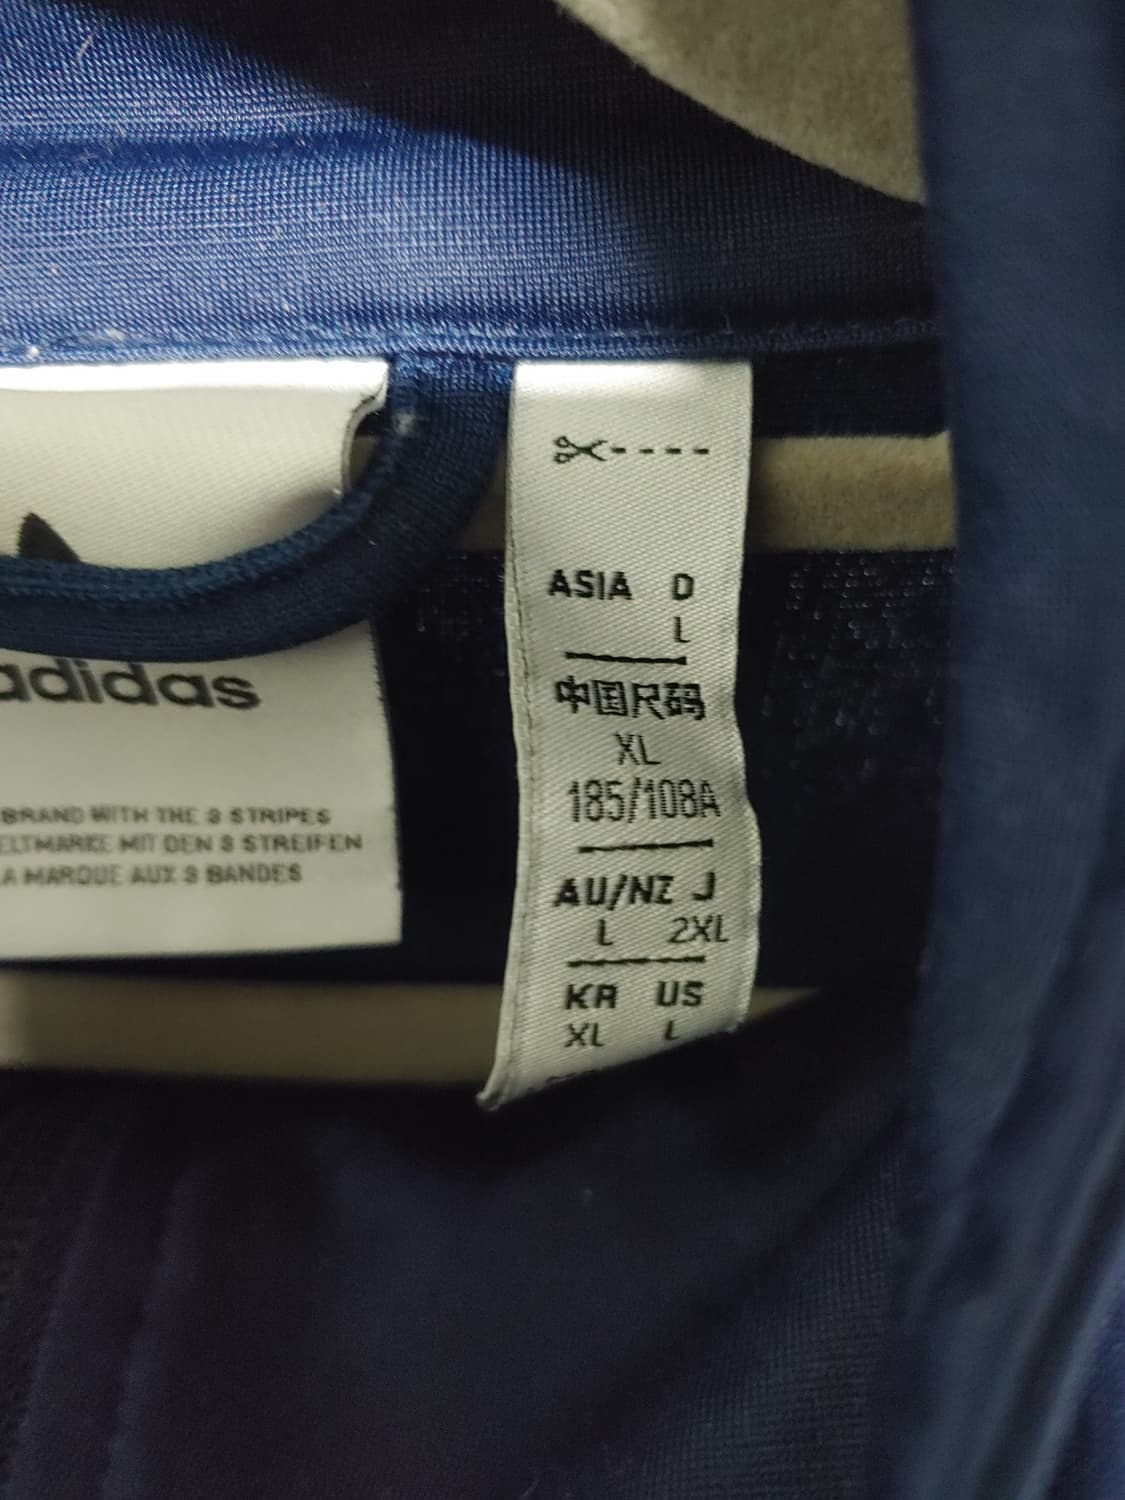 adidas
BRAND WITH THE 3 STRIPES
ELTMARKE MIT DEN 3 STREIFEN
LA MARQUE AUX 3 BANDES
ASIA D
L
中国尺码
XL
185/108A
AU/NZ J
L 2XL
KR US
XL L